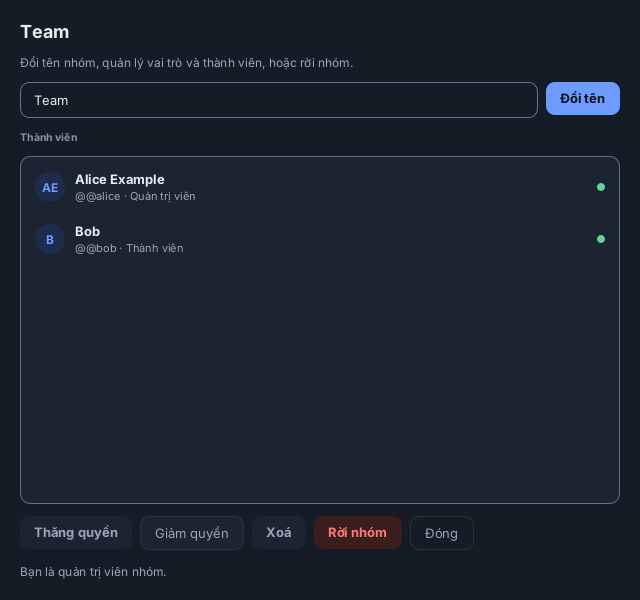 Team
Đổi tên nhóm, quản lý vai trò và thành viên, hoặc rời nhóm.
Team
Đổi tên
Thành viên
AE
Alice Example
@@alice · Quản trị viên
B
Bob
@@bob · Thành viên
Thăng quyền
Giảm quyền
Xoá
Rời nhóm
Đóng
Bạn là quản trị viên nhóm.